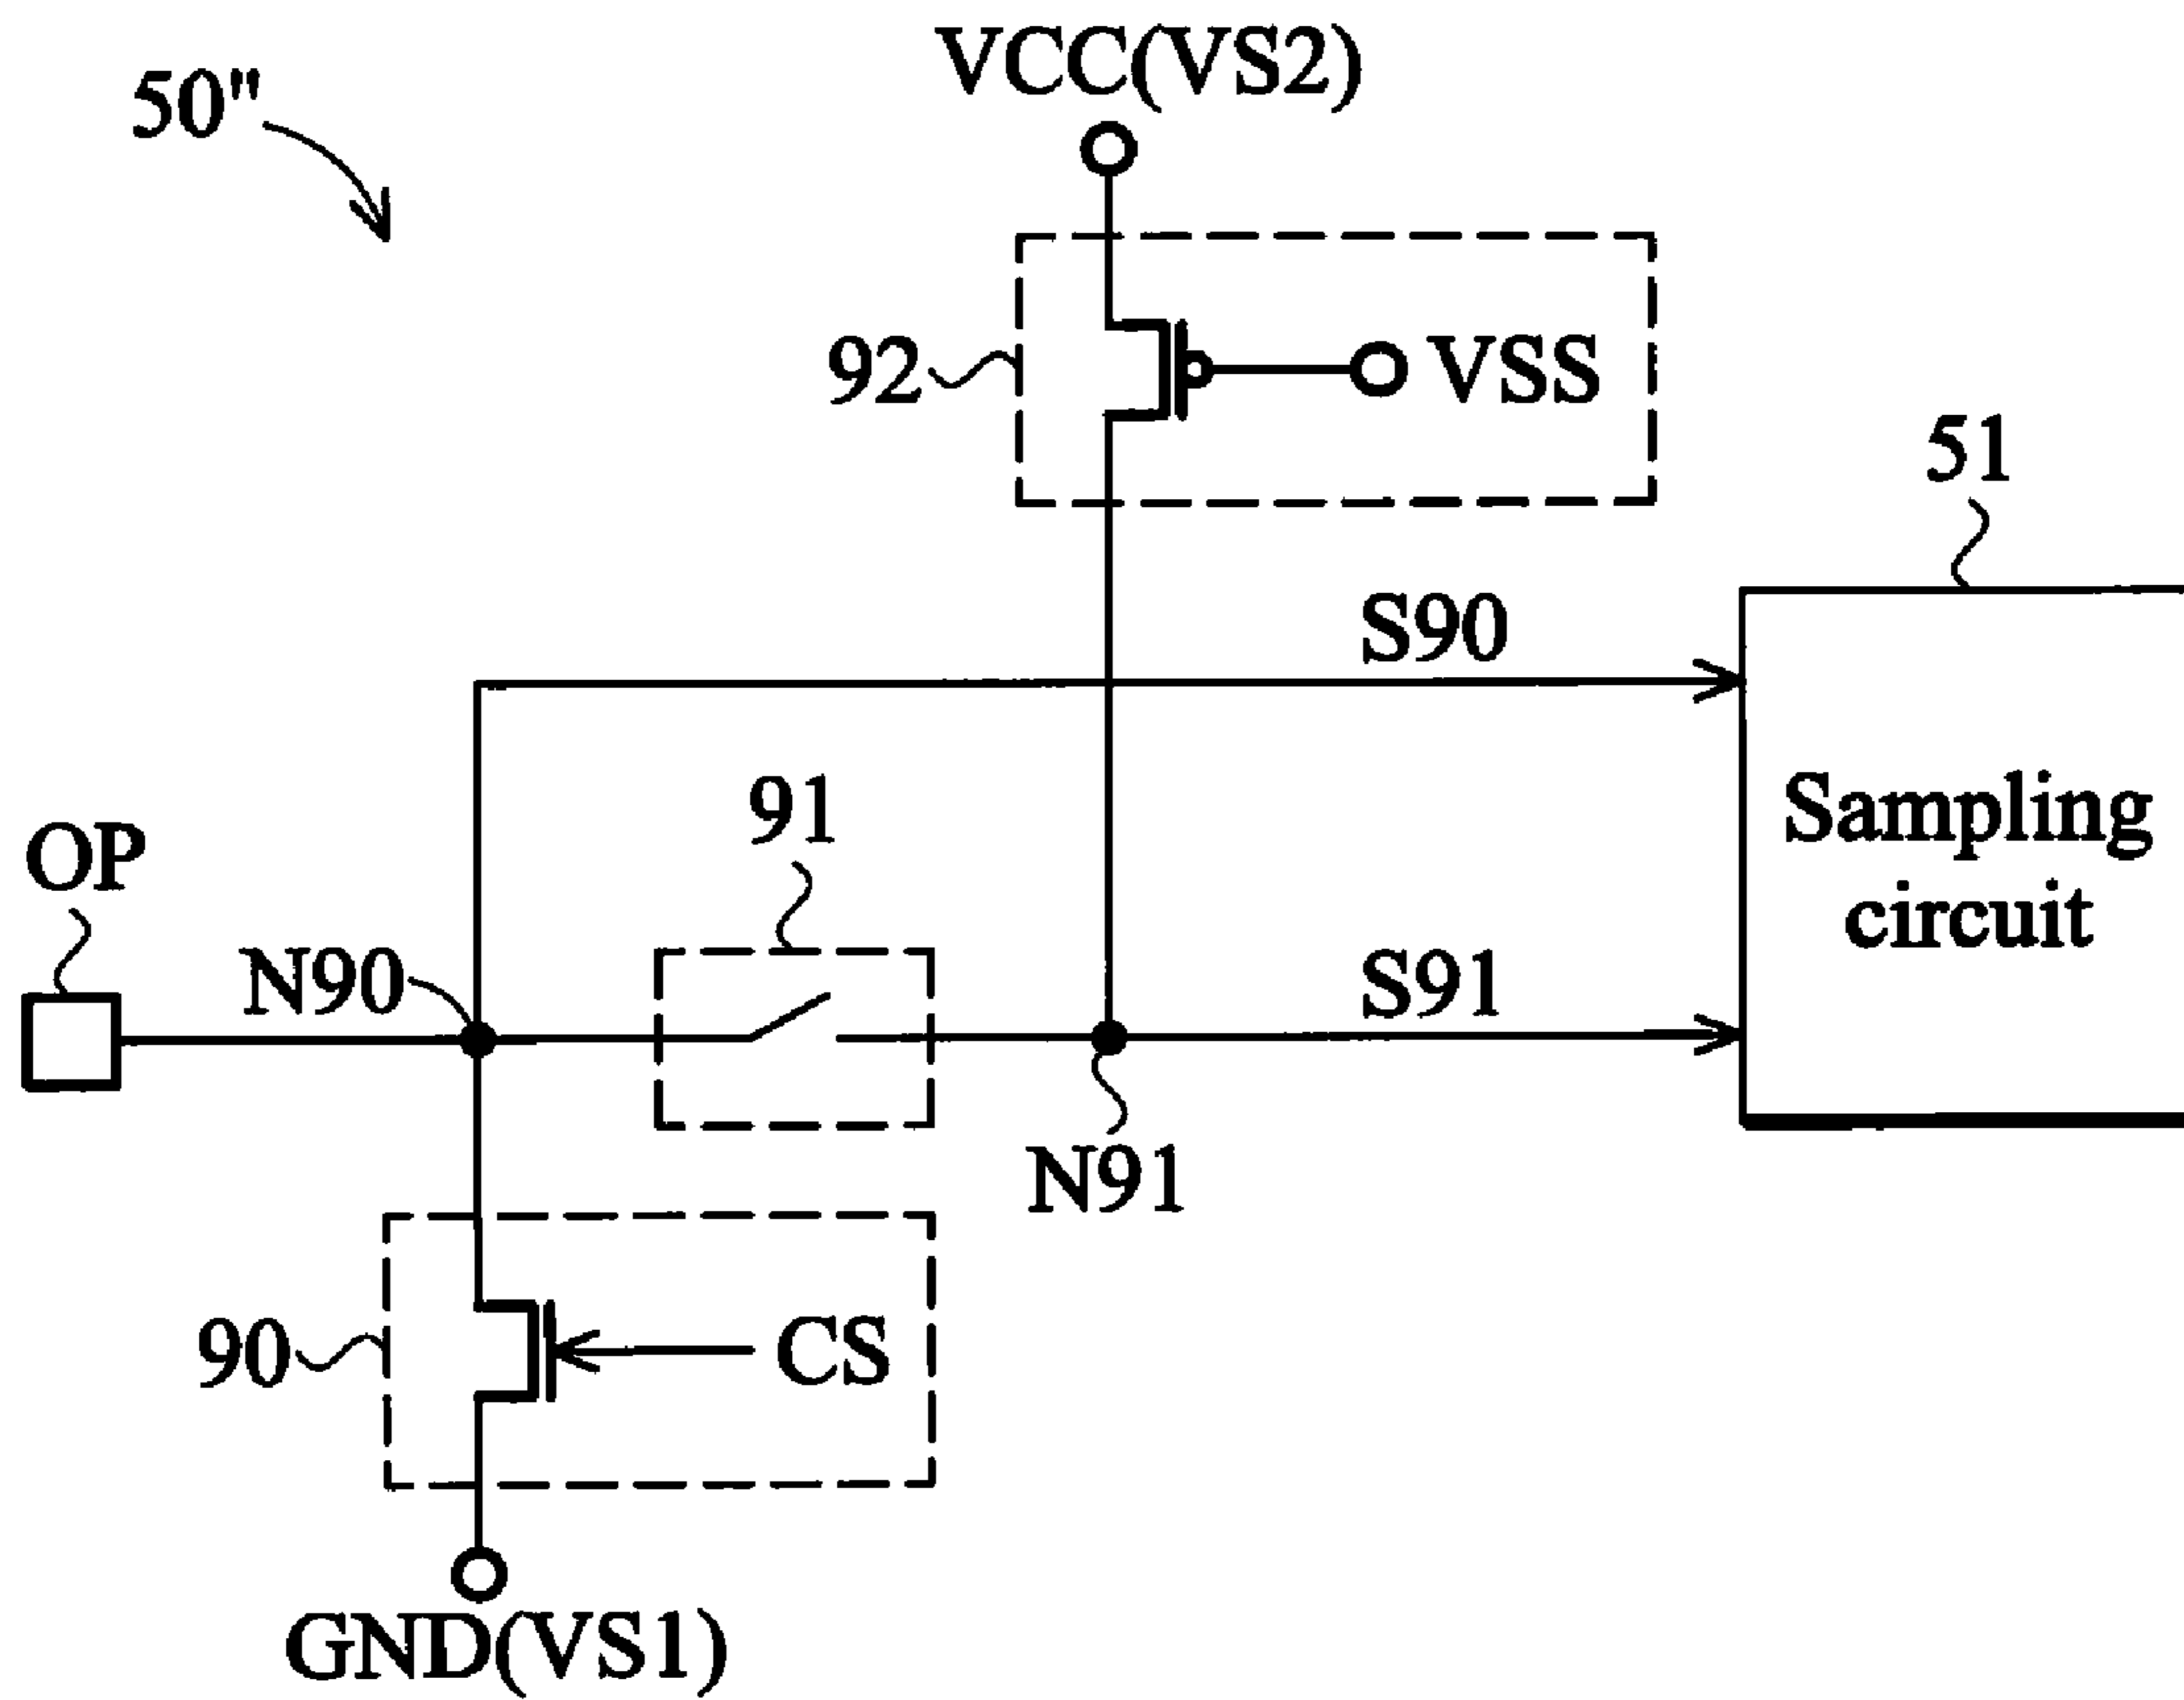 50"
VCC(VS2)
92
VSS
51
S90
91
Sampling
circuit
OP
N90
S91
N91
90
CS
GND(VS1)